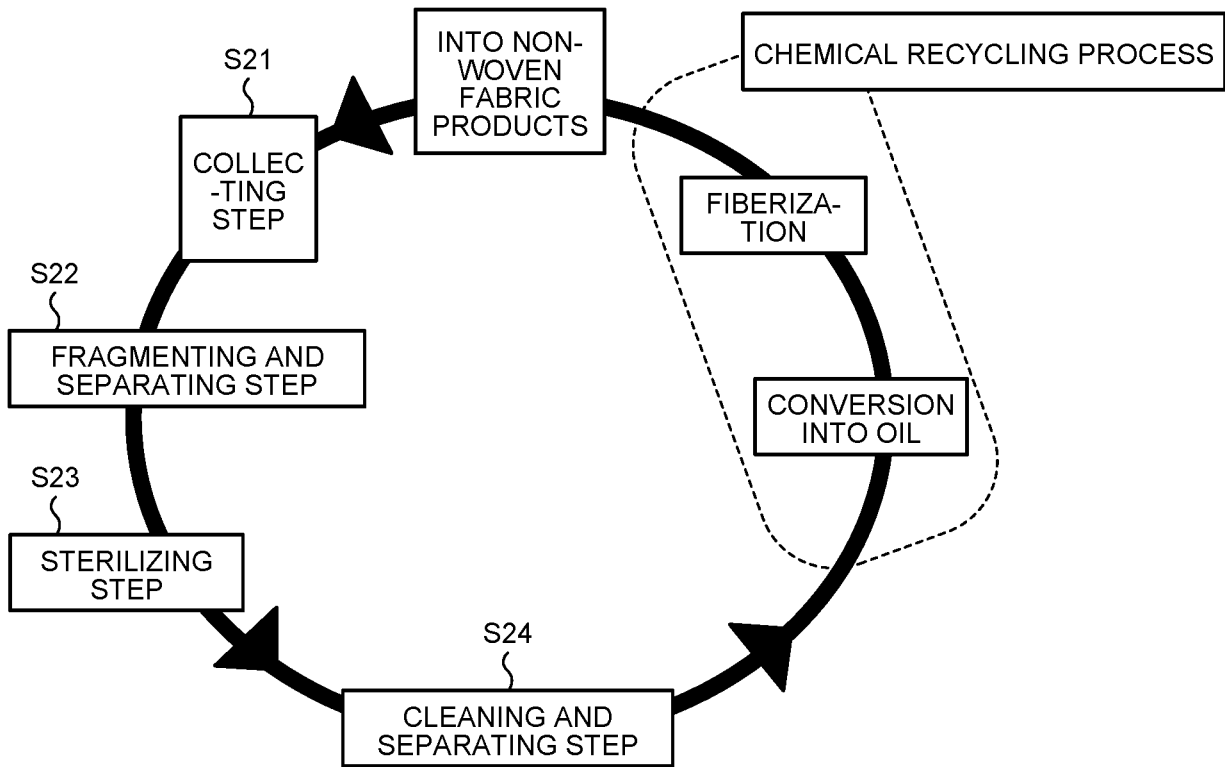 INTO NON-
WOVEN
FABRIC
PRODUCTS
CHEMICAL RECYCLING PROCESS
S21
COLLEC
-TING
STEP
FIBERIZA-
TION
S22
FRAGMENTING AND
SEPARATING STEP
CONVERSION
INTO OIL
S23
STERILIZING
STEP
S24
CLEANING AND
SEPARATING STEP